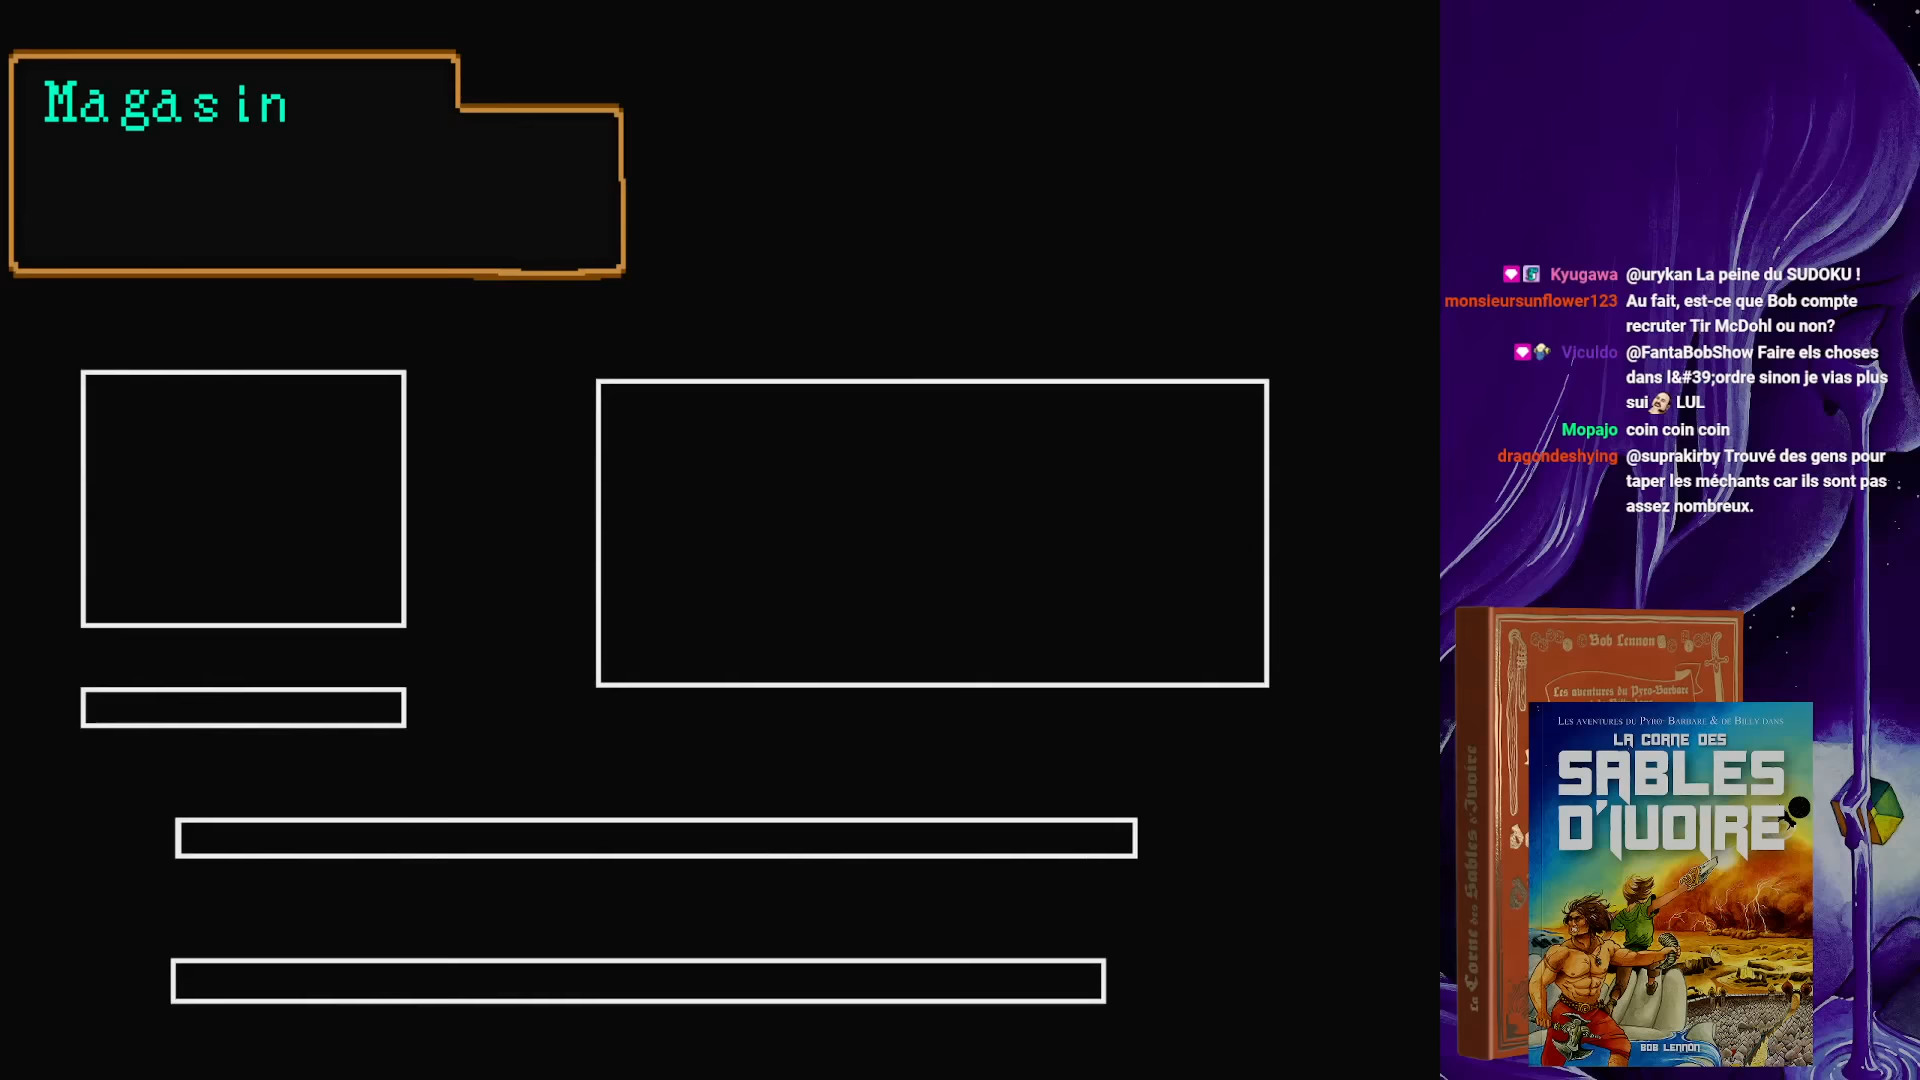 Magasin
Kyugawa @urykan La peine du SUDOKU !
monsieursunflower123 Au fait, est-ce que Bob compte
recruter Tir McDohl ou non?
Viculdo @FantaBobShow Faire els choses
dans l&#39;ordre sinon je vias plus
sui LUL
Mopajo coin coin coin
dragondeshying @suprakirby Trouvé des gens pour
taper les méchants car ils sont pas
assez nombreux.
Bob Lennon
Les aventures du Pyro-Barbare
La Corne des Sables d'Ivoire
LES AVENTURES DU PYRO-BARBARE & DE BILLY DANS
LA CORNE DES
SABLES
D'IVOIRE
BOB LENNON